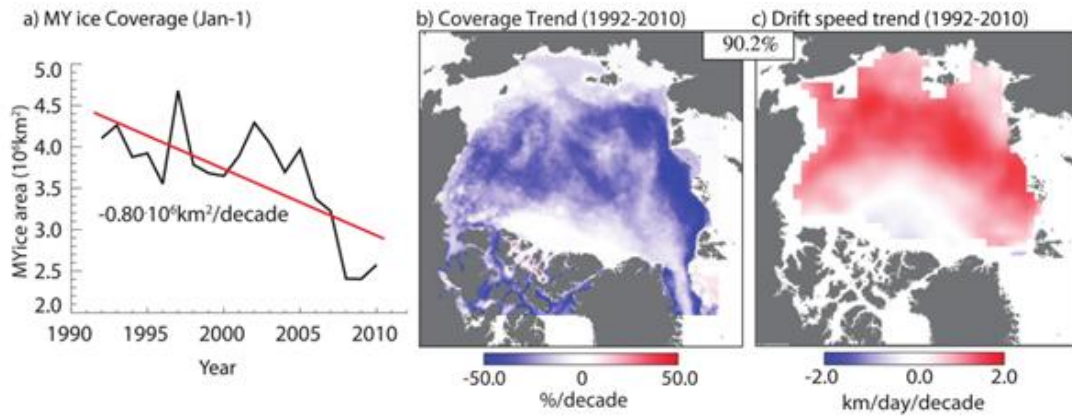 a) MY ice Coverage (Jan-1)
b) Coverage Trend (1992-2010)
90.2%
c) Drift speed trend (1992-2010)
MYice area (10⁶km²)
5.0
4.5
4.0
3.5
3.0
2.5
2.0
-0.80·10⁶km²/decade
1990 1995 2000 2005 2010
Year
-50.0 0 50.0
%/decade
-2.0 0.0 2.0
km/day/decade